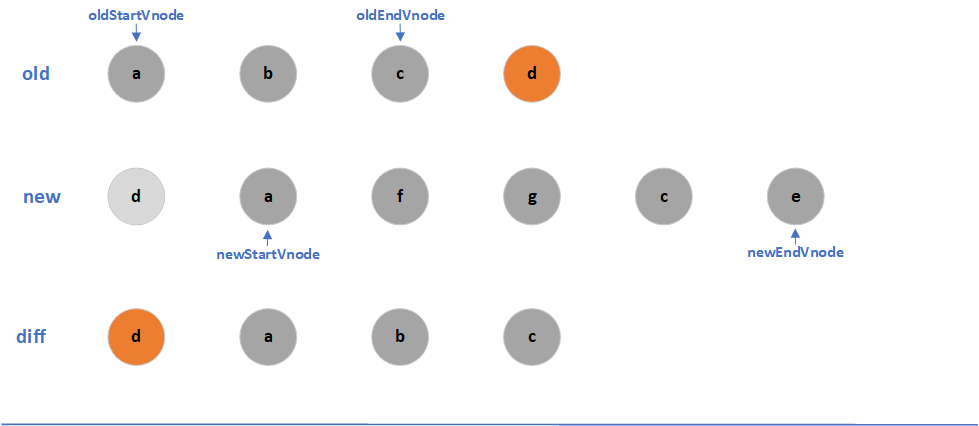 oldStartVnode oldEndVnode
old a b c d
new d a f g c e
newStartVnode newEndVnode
diff d a b c